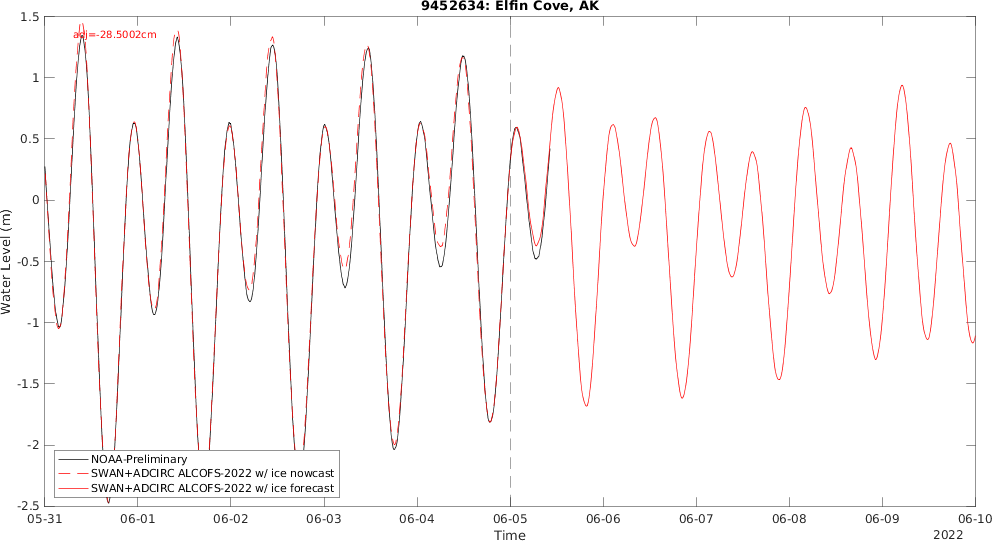 9452634: Elfin Cove, AK
adj=-28.5002cm
Water Level (m)
1.5
1
0.5
0
-0.5
-1
-1.5
-2
-2.5
NOAA-Preliminary
SWAN+ADCIRC ALCOFS-2022 w/ ice nowcast
SWAN+ADCIRC ALCOFS-2022 w/ ice forecast
05-31 06-01 06-02 06-03 06-04 06-05 06-06 06-07 06-08 06-09 06-10
Time
2022